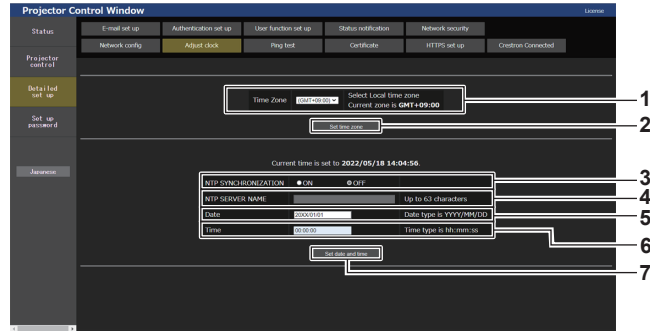 Projector Control Window
License
Status
E-mail set up
Authentication set up
User function set up
Status notification
Network security
Network config
Adjust clock
Ping test
Certificate
HTTPS set up
Crestron Connected
Projector
control
Detailed
set up
Set up
password
Japanese
Time Zone
(GMT+09:00)
Select Local time
zone
Current zone is GMT+09:00
1
Set time zone
2
Current time is set to 2022/05/18 14:04:56.
NTP SYNCHRONIZATION ON OFF
3
NTP SERVER NAME Up to 63 characters
4
Date 20XX/01/01 Date type is YYYY/MM/DD
5
Time 00:00:00 Time type is hh:mm:ss
6
Set date and time
7